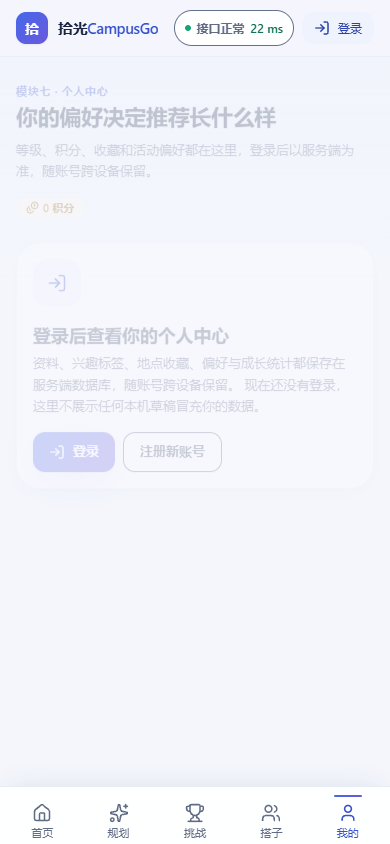 拾 拾光CampusGo 接口正常 22 ms 登录
模块七 · 个人中心
你的偏好决定推荐长什么样
等级、积分、收藏和活动偏好都在这里，登录后以服务端为
准，随账号跨设备保留。
0 积分
登录后查看你的个人中心
资料、兴趣标签、地点收藏、偏好与成长统计都保存在
服务端数据库，随账号跨设备保留。 现在还没有登录，
这里不展示任何本机草稿冒充你的数据。
登录 注册新账号
首页 规划 挑战 搭子 我的